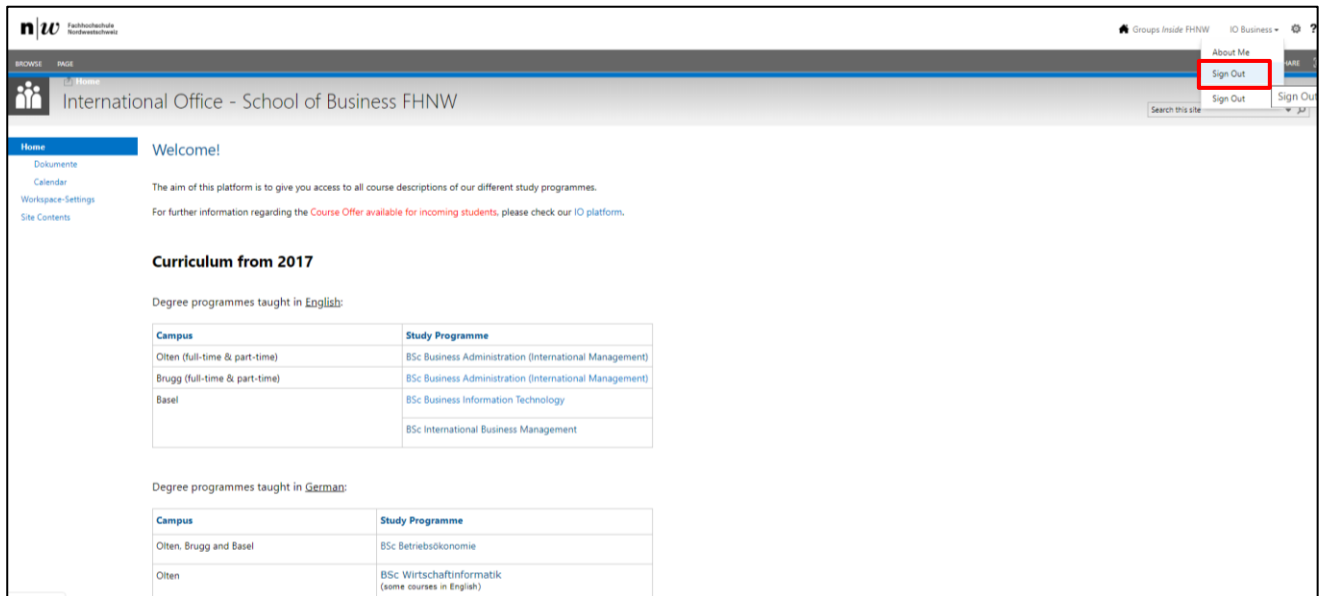 n|w Fachhochschule
Nordwestschweiz
Groups Inside FHNW IO Business ?
About Me
Sign Out
Sign Out
Sign Out
BROWSE PAGE
Home
International Office - School of Business FHNW
Search this site
Home
Dokumente
Calendar
Workspace-Settings
Site Contents
Welcome!
The aim of this platform is to give you access to all course descriptions of our different study programmes.
For further information regarding the Course Offer available for incoming students, please check our IO platform.
Curriculum from 2017
Degree programmes taught in English:
Campus Study Programme
Olten (full-time & part-time) BSc Business Administration (International Management)
Brugg (full-time & part-time) BSc Business Administration (International Management)
Basel BSc Business Information Technology
BSc International Business Management
Degree programmes taught in German:
Campus Study Programme
Olten, Brugg and Basel BSc Betriebsökonomie
Olten BSc Wirtschaftinformatik
(some courses in English)